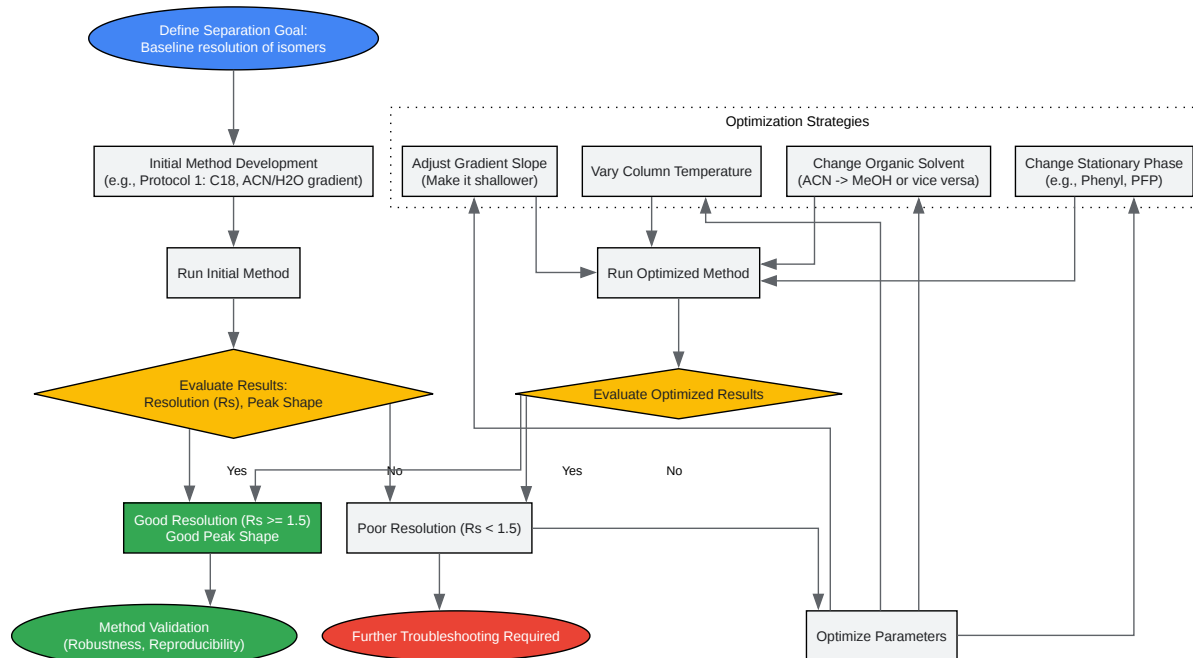 Define Separation Goal:
Baseline resolution of isomers
Optimization Strategies
Initial Method Development
(e.g., Protocol 1: C18, ACN/H2O gradient)
Adjust Gradient Slope
(Make it shallower)
Vary Column Temperature
Change Organic Solvent
(ACN -> MeOH or vice versa)
Change Stationary Phase
(e.g., Phenyl, PFP)
Run Initial Method
Run Optimized Method
Evaluate Results:
Resolution (Rs), Peak Shape
Evaluate Optimized Results
Yes
No
Yes
No
Good Resolution (Rs >= 1.5)
Good Peak Shape
Poor Resolution (Rs < 1.5)
Method Validation
(Robustness, Reproducibility)
Further Troubleshooting Required
Optimize Parameters